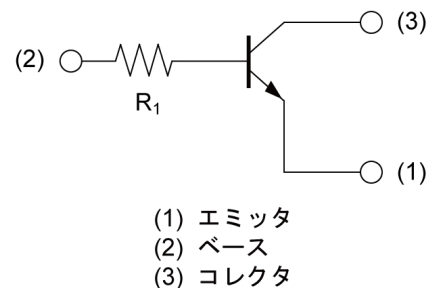 (3)
(2)
R₁
(1)
(1) エミッタ
(2) ベース
(3) コレクタ